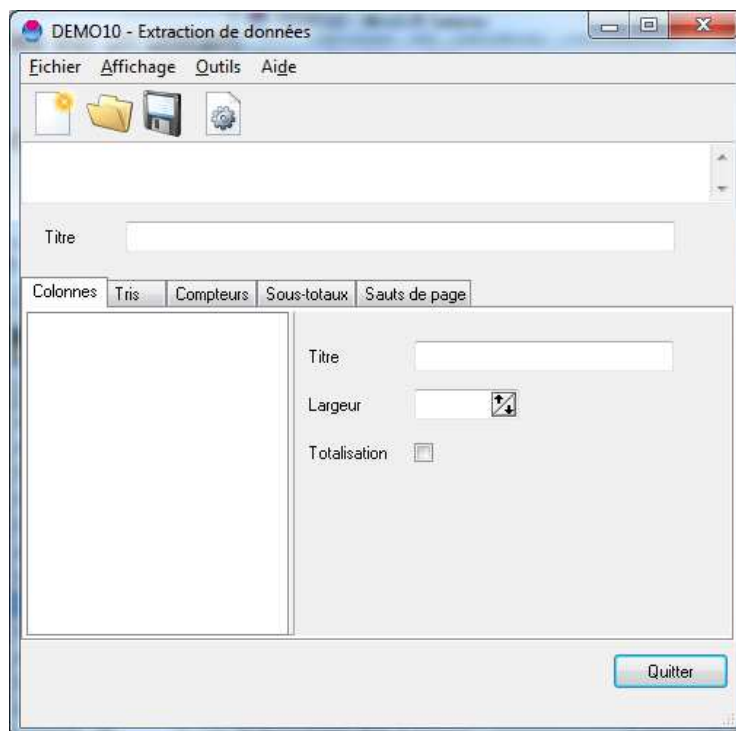 DEMO10 - Extraction de données
Fichier Affichage Outils Aide
Titre
Colonnes Tris Compteurs Sous-totaux Sauts de page
Titre
Largeur
Totalisation
Quitter